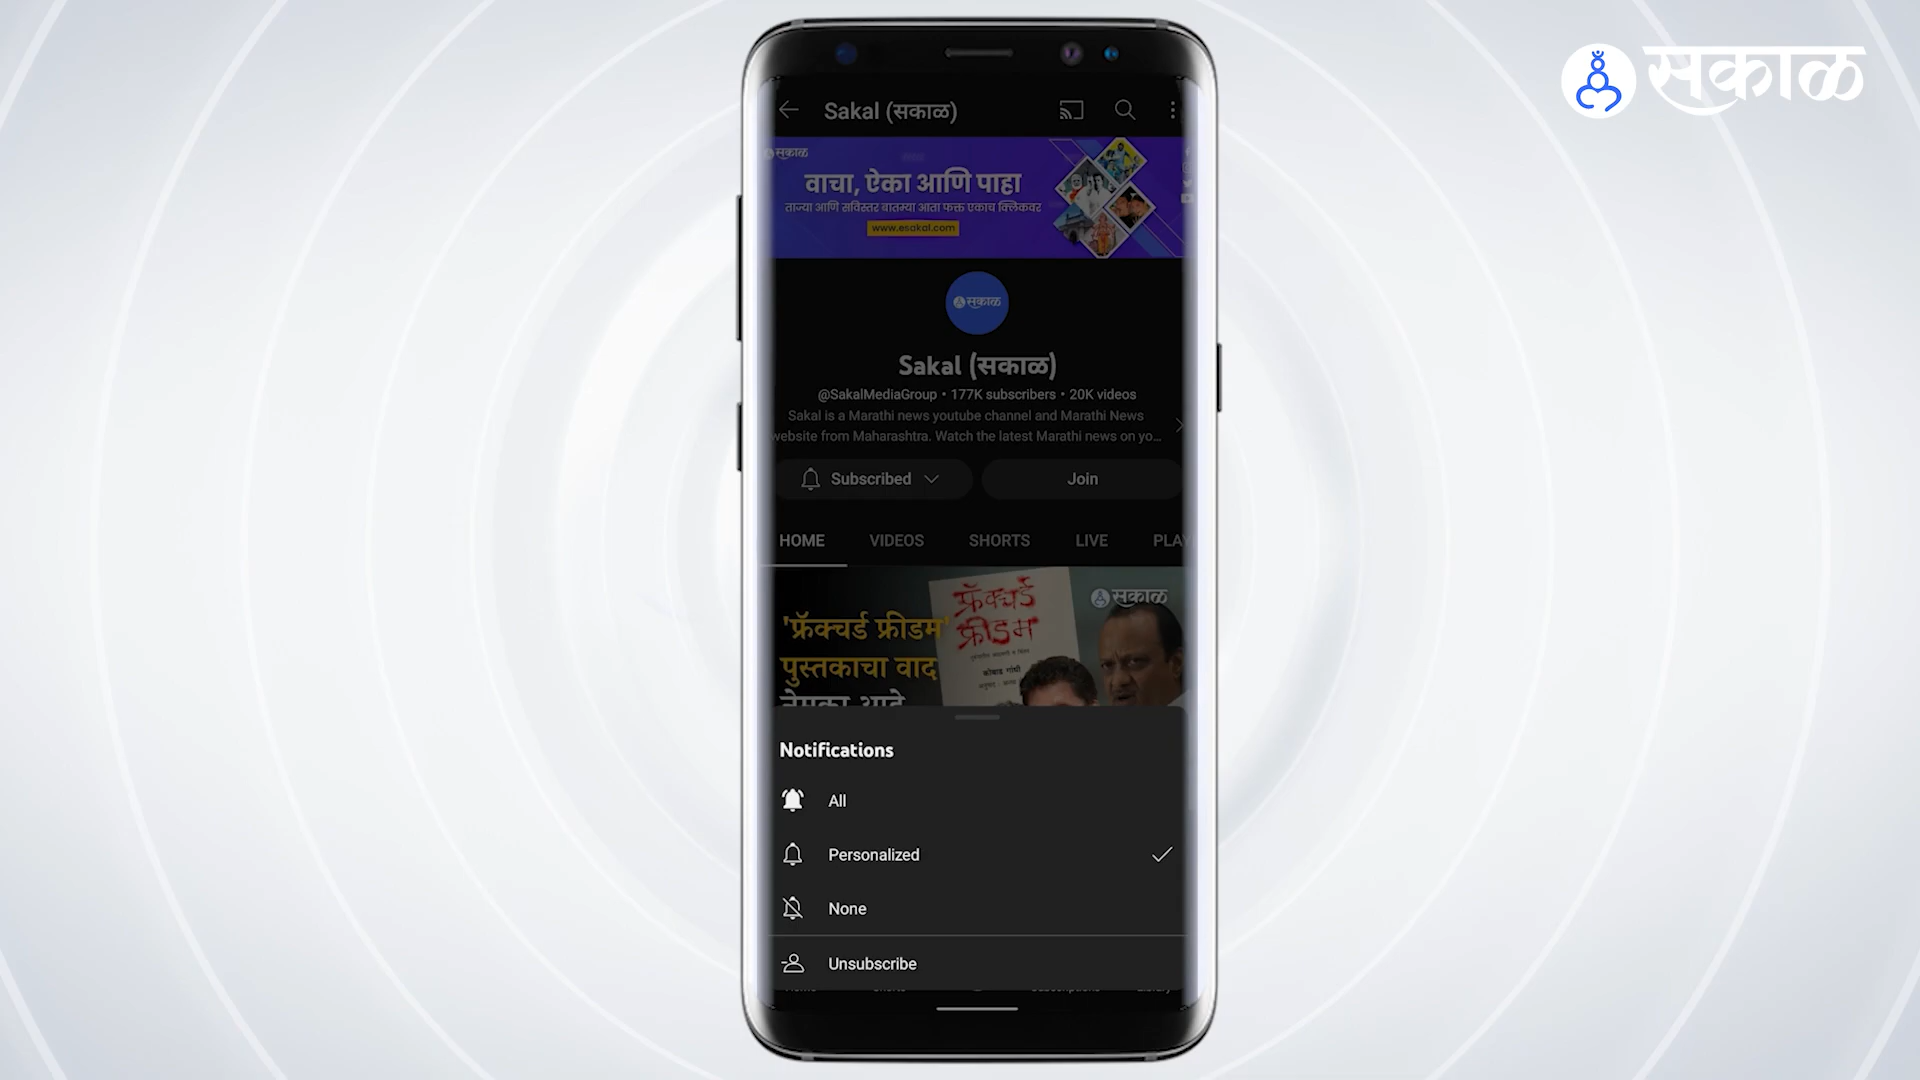 सकाळ
Sakal (सकाळ)
सकाळ
वाचा, ऐका आणि पाहा
ताज्या आणि सविस्तर बातम्या आता फक्त एकाच क्लिकवर
www.esakal.com
सकाळ
Sakal (सकाळ)
@SakalMediaGroup • 177K subscribers • 20K videos
Sakal is a Marathi news youtube channel and Marathi News
website from Maharashtra. Watch the latest Marathi news on yo...
Subscribed
Join
HOME VIDEOS SHORTS LIVE PLAY
सकाळ
फ्रॅक्चर्ड
फ्रीडम
कोबाड गांधी
'फ्रॅक्चर्ड फ्रीडम'
पुस्तकाचा वाद
नेमका आहे
Notifications
All
Personalized
None
Unsubscribe